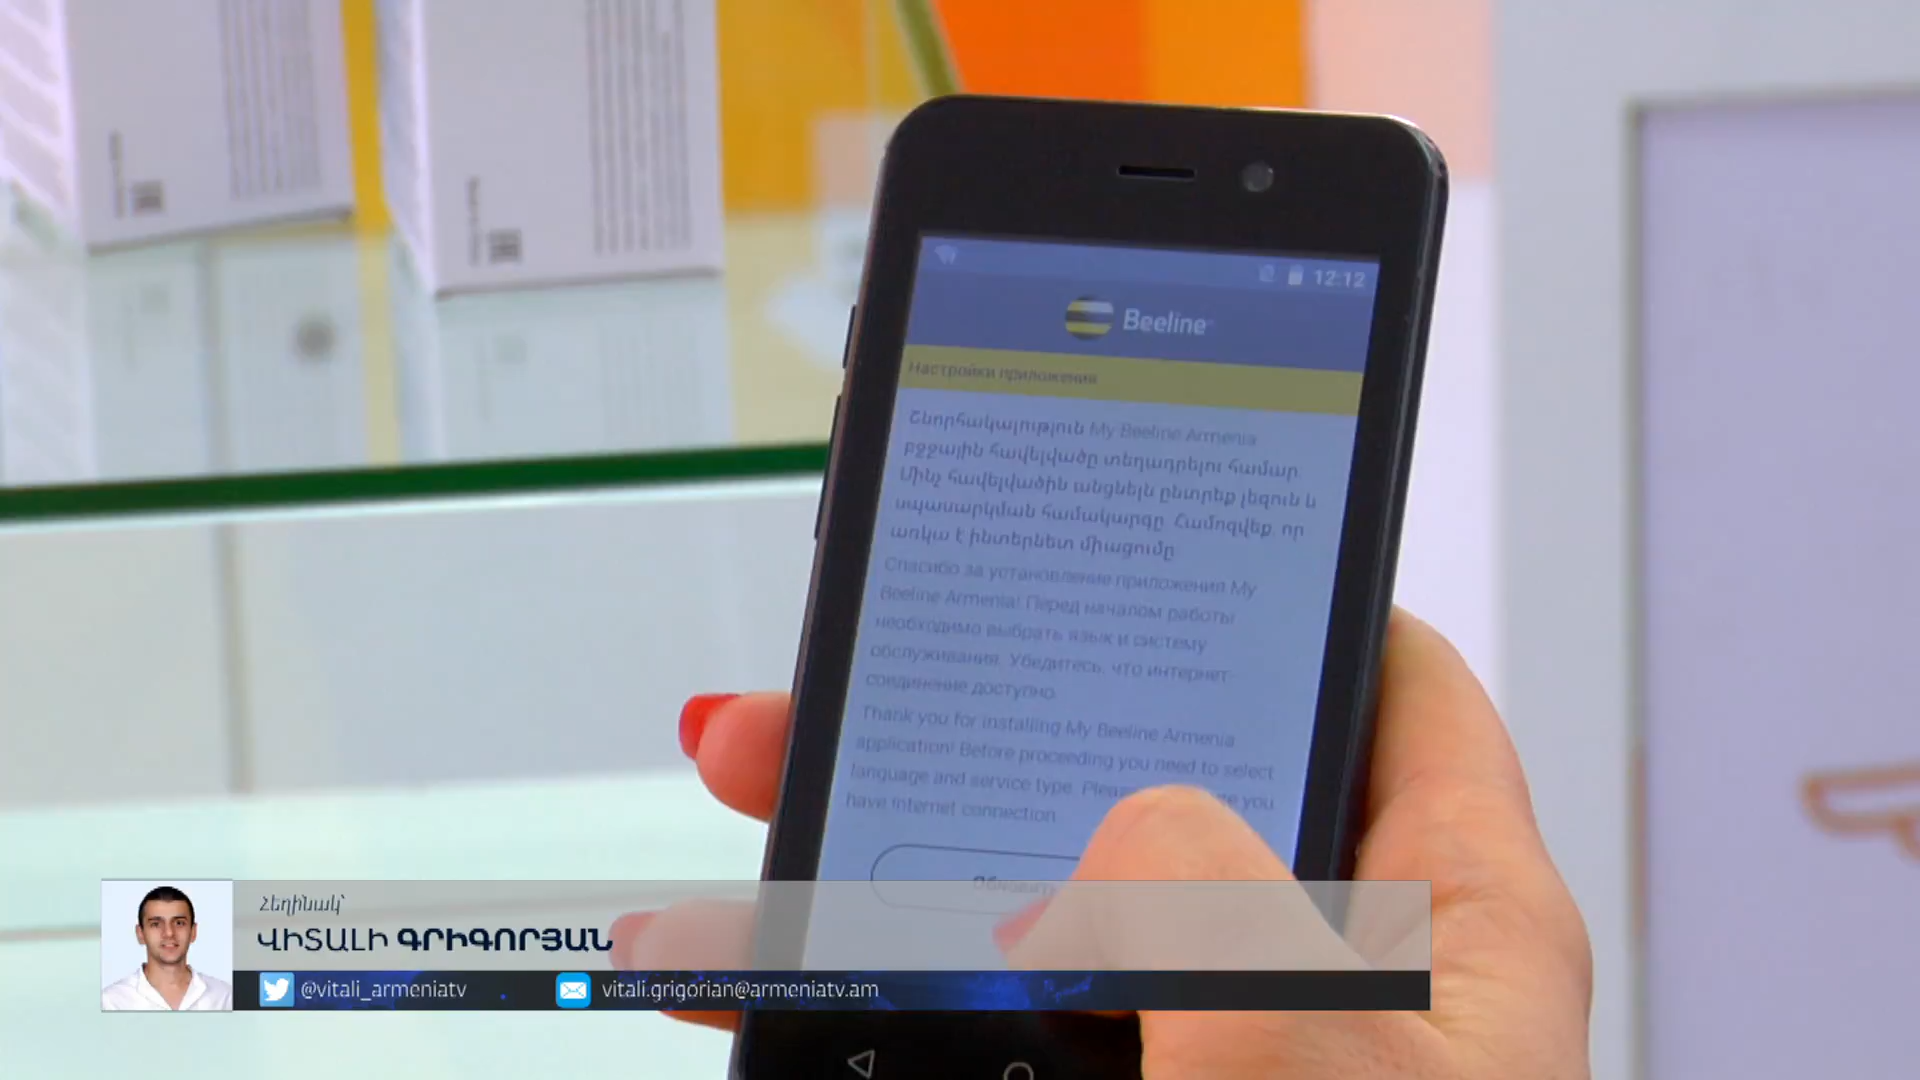 12:12
Beeline
Настройки приложения
Շնորհակալություն My Beeline Armenia
բջջային հավելվածը տեղադրելու համար.
Մինչ հավելվածին անցնելն ընտրեք լեզուն և
սպասարկման համակարգը. Համոզվեք, որ
առկա է ինտերնետ միացումը
Спасибо за установление приложения My
Beeline Armenia! Перед началом работы
необходимо выбрать язык и систему
обслуживания. Убедитесь, что интернет-
соединение доступно.
Thank you for installing My Beeline Armenia
application! Before proceeding you need to select
language and service type. you
have internet connection
Обновить
Հեղինակ՝
ՎԻՏԱԼԻ ԳՐԻԳՈՐՅԱՆ
@vitali_armeniatv
vitali.grigorian@armeniatv.am